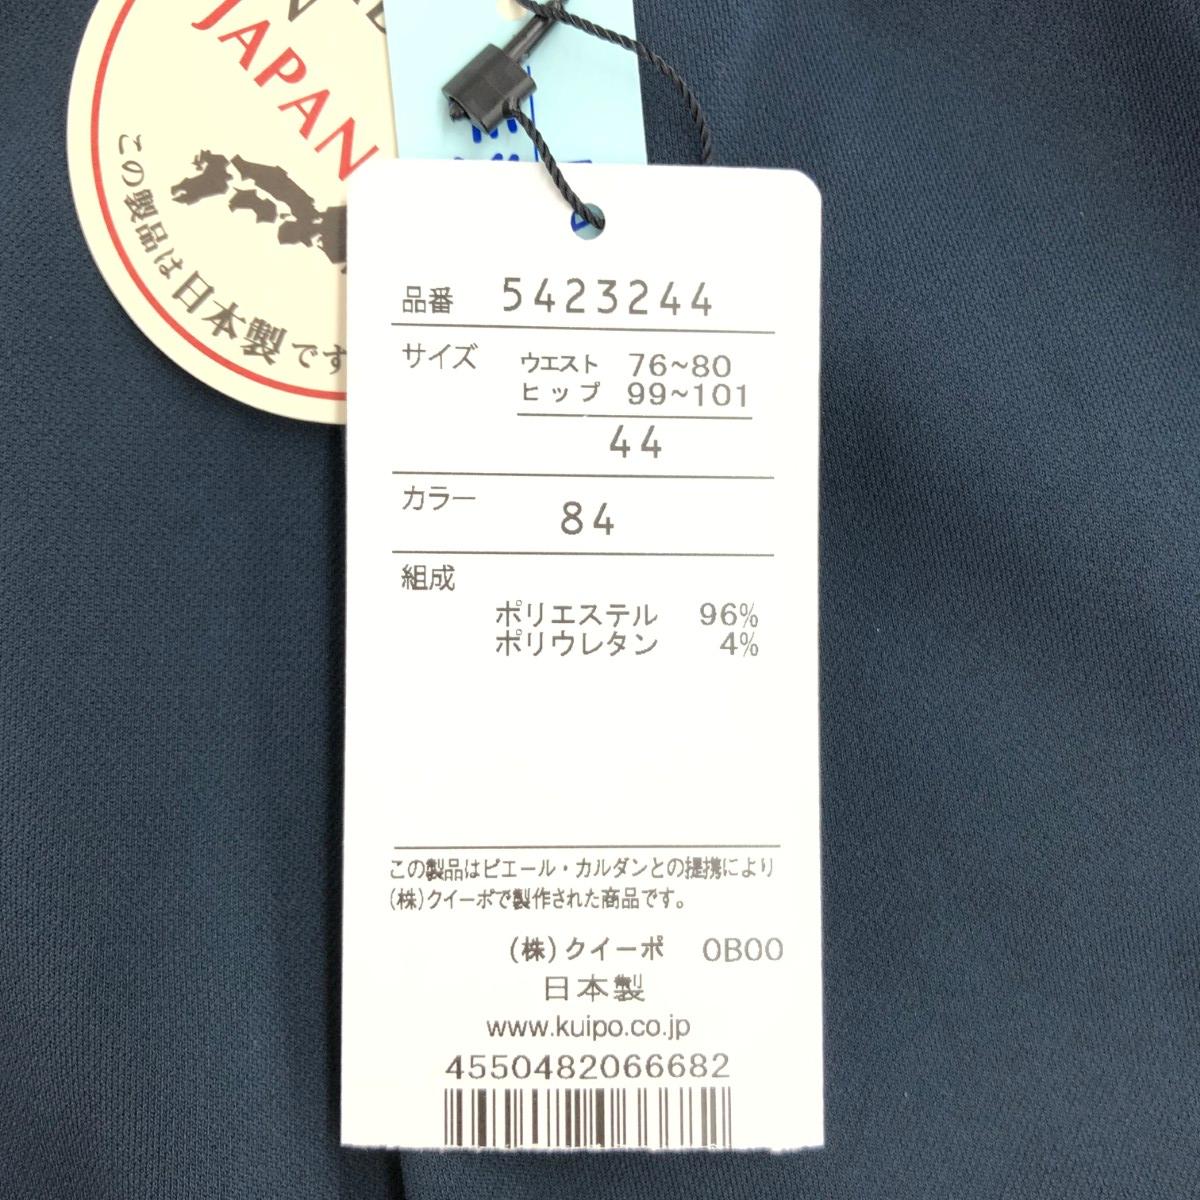 JAPAN
この製品は日本製です
品番 5423244
サイズ ウエスト 76~80
ヒップ 99~101
44
カラー
84
組成
ポリエステル 96%
ポリウレタン 4%
この製品はピエール・カルダンとの提携により
(株)クイーポで製作された商品です。
(株)クイーポ 0B00
日本製
www.kuipo.co.jp
4550482066682